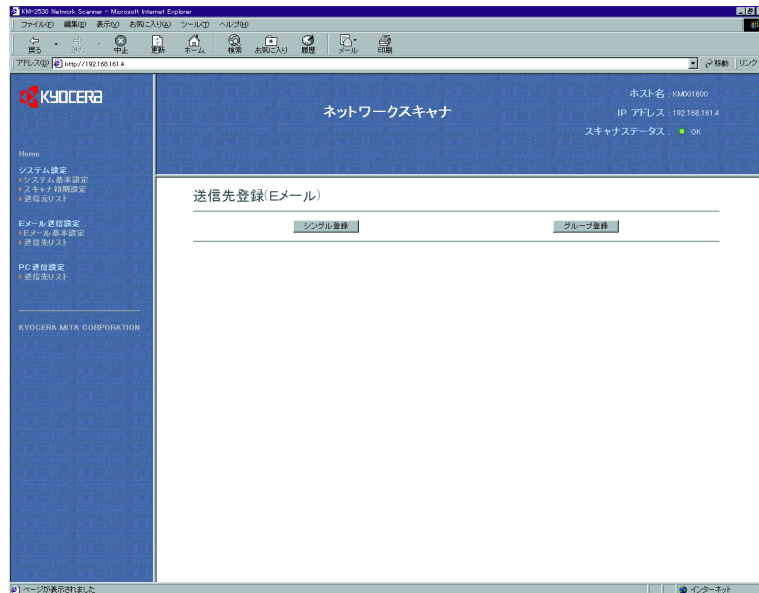 KM-2530 Network Scanner - Microsoft Internet Explorer
ファイル(F) 編集(E) 表示(V) お気に入り(A) ツール(T) ヘルプ(H)
戻る 中止 更新 ホーム 検索 お気に入り 履歴 メール 印刷
アドレス(D) http://192.168.161.4 移動 リンク
KYOCERA
ネットワークスキャナ
ホスト名 : KM001600
IP アドレス : 192.168.161.4
スキャナステータス : OK
Home
システム設定
システム基本設定
スキャナ初期設定
送信元リスト
Eメール送信設定
Eメール基本設定
送信先リスト
PC送信設定
送信先リスト
KYOCERA MITA CORPORATION
送信先登録(Eメール)
シングル登録 グループ登録
ページが表示されました インターネット